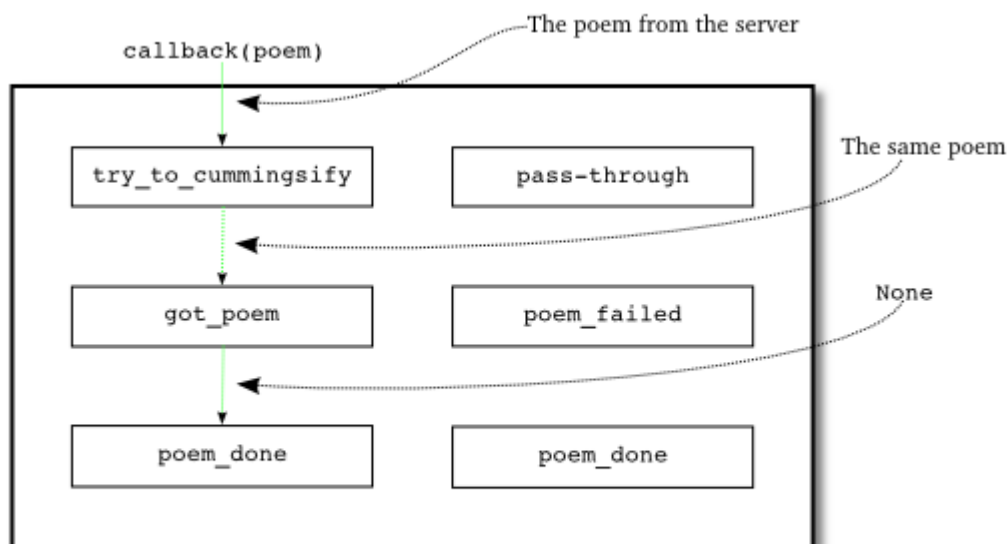 The poem from the server
callback(poem)
The same poem
try_to_cummingsify
pass-through
None
got_poem
poem_failed
poem_done
poem_done